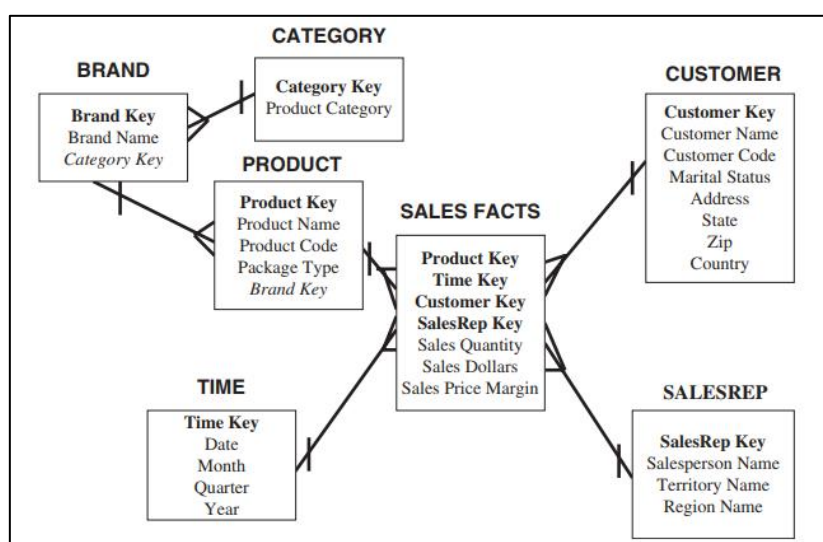 CATEGORY
Category Key
Product Category
BRAND
Brand Key
Brand Name
Category Key
PRODUCT
Product Key
Product Name
Product Code
Package Type
Brand Key
SALES FACTS
Product Key
Time Key
Customer Key
SalesRep Key
Sales Quantity
Sales Dollars
Sales Price Margin
CUSTOMER
Customer Key
Customer Name
Customer Code
Marital Status
Address
State
Zip
Country
TIME
Time Key
Date
Month
Quarter
Year
SALESREP
SalesRep Key
Salesperson Name
Territory Name
Region Name